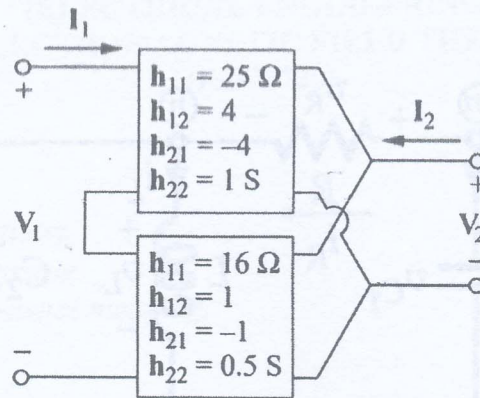 I₁
+
h₁₁ = 25 Ω
h₁₂ = 4
h₂₁ = –4
h₂₂ = 1 S
I₂
+
V₁
V₂
–
h₁₁ = 16 Ω
h₁₂ = 1
h₂₁ = –1
h₂₂ = 0.5 S
–